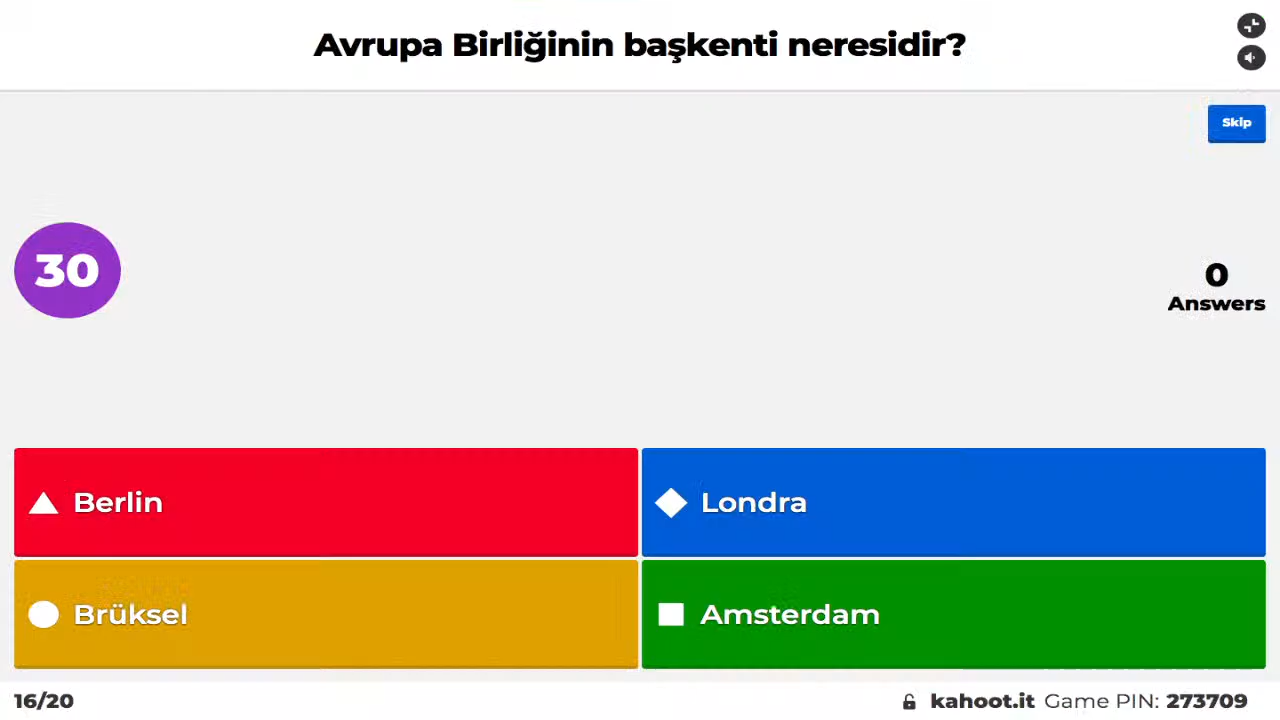 Avrupa Birliğinin başkenti neresidir?
Skip
30
0
Answers
Berlin
Londra
Brüksel
Amsterdam
16/20
kahoot.it Game PIN: 273709